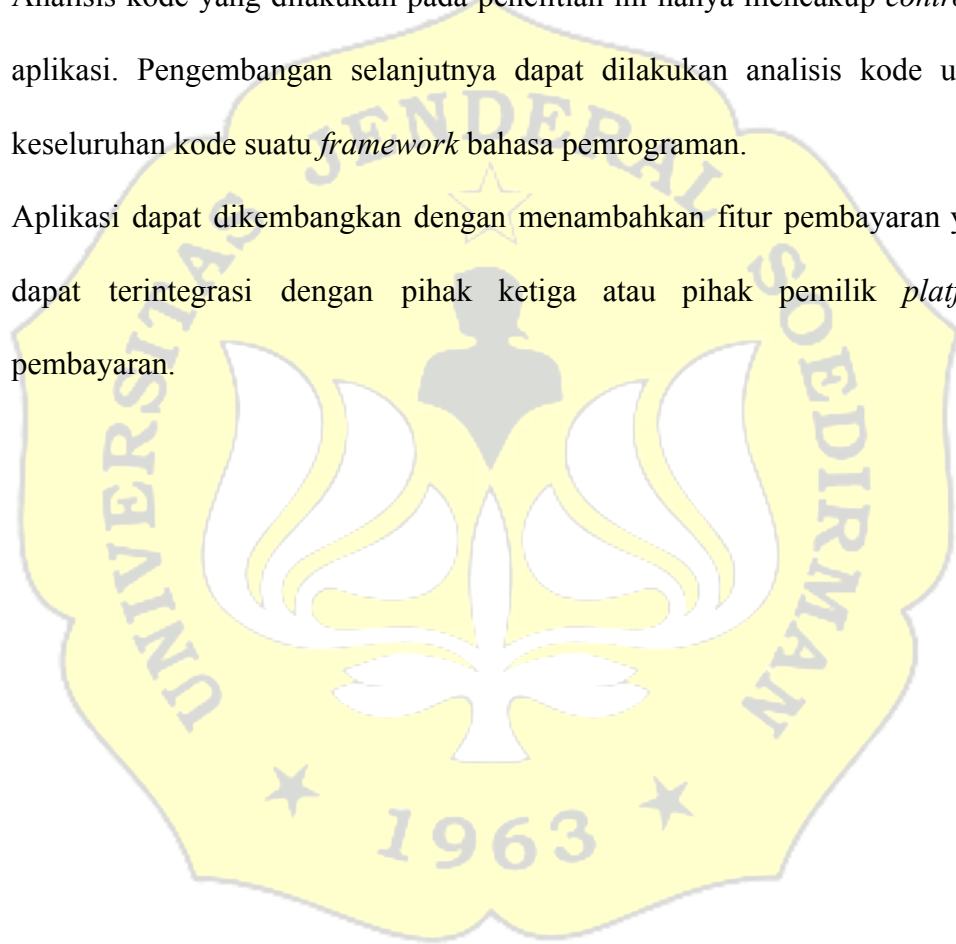 Analisis kode yang dilakukan pada penelitian ini hanya mencakup
aplikasi. Pengembangan selanjutnya dapat dilakukan analisis kode
keseluruhan kode suatu framework bahasa pemrograman.
Aplikasi dapat dikembangkan dengan menambahkan fitur pembayaran
dapat terintegrasi dengan pihak ketiga atau pihak pemilik
pembayaran.
UNIVERSITAS JENDERAL SOEDIRMAN
1963